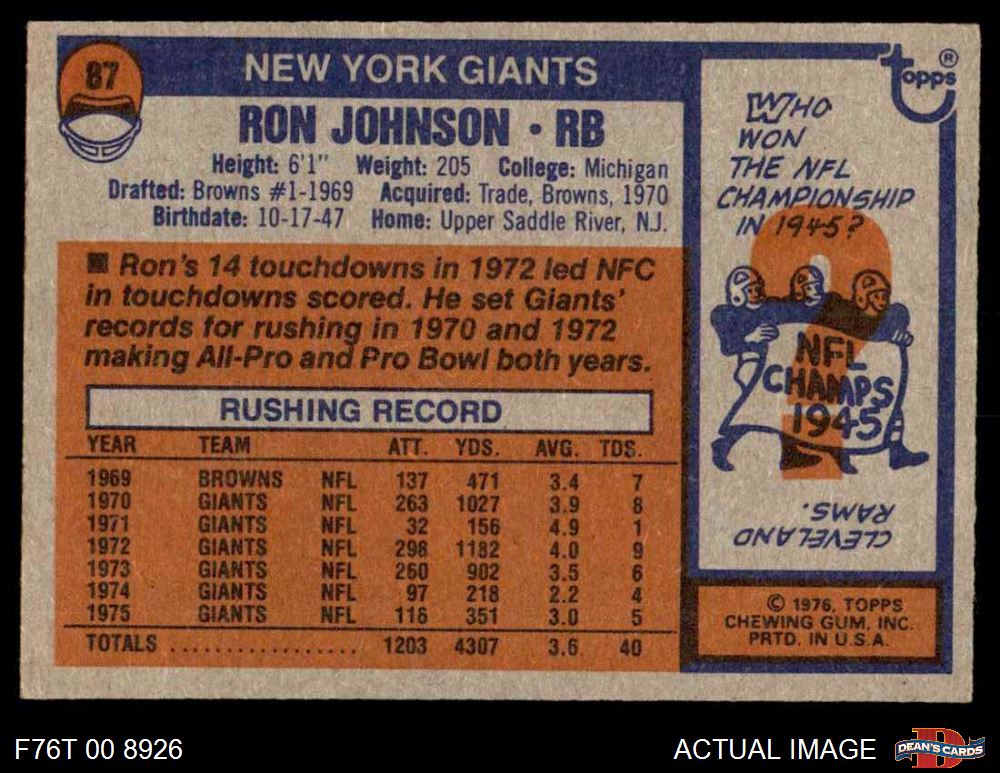 87
NEW YORK GIANTS
RON JOHNSON • RB
Height: 6'1" Weight: 205 College: Michigan
Drafted: Browns #1-1969 Acquired: Trade, Browns, 1970
Birthdate: 10-17-47 Home: Upper Saddle River, N.J.
■ Ron's 14 touchdowns in 1972 led NFC
in touchdowns scored. He set Giants'
records for rushing in 1970 and 1972
making All-Pro and Pro Bowl both years.
RUSHING RECORD
YEAR TEAM ATT. YDS. AVG. TDS.
1969 BROWNS NFL 137 471 3.4 7
1970 GIANTS NFL 263 1027 3.9 8
1971 GIANTS NFL 32 156 4.9 1
1972 GIANTS NFL 298 1182 4.0 9
1973 GIANTS NFL 260 902 3.5 6
1974 GIANTS NFL 97 218 2.2 4
1975 GIANTS NFL 116 351 3.0 5
TOTALS ................. 1203 4307 3.6 40
Topps ®
WHO
WON
THE NFL
CHAMPIONSHIP
IN 1945?
?
NFL
CHAMPS
1945
CLEVELAND
RAMS.
© 1976, TOPPS
CHEWING GUM, INC.
PRTD. IN U.S.A.
F76T 00 8926
ACTUAL IMAGE
D
DEAN'S CARDS